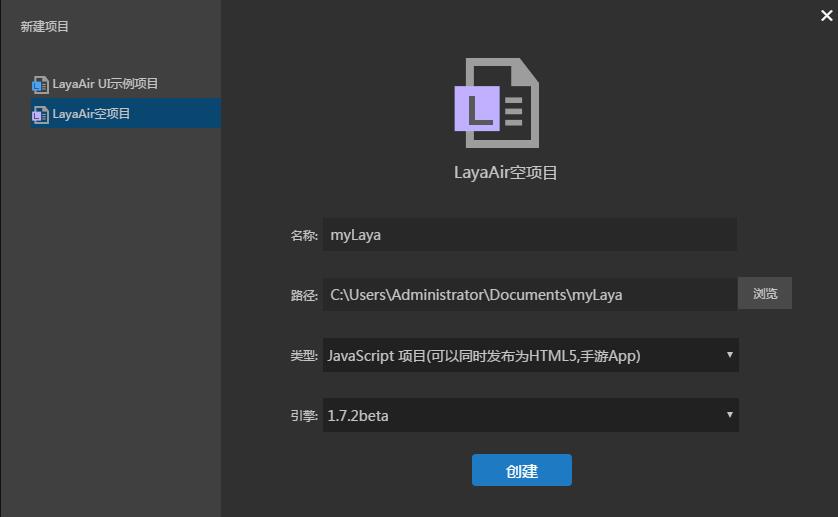 新建项目
LayaAir UI示例项目
LayaAir空项目
L
LayaAir空项目
名称: myLaya
路径: C:\Users\Administrator\Documents\myLaya 浏览
类型: JavaScript 项目(可以同时发布为HTML5,手游App)
引擎: 1.7.2beta
创建